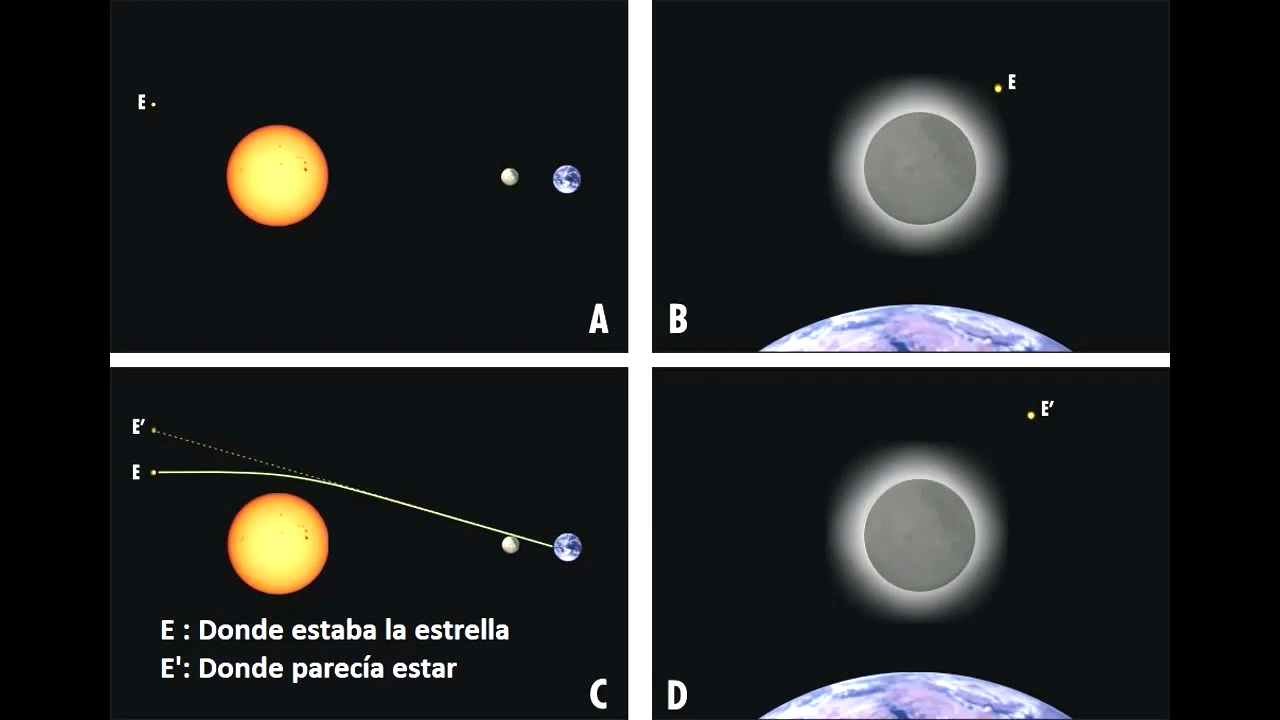 E
A
E
B
E’
E
E : Donde estaba la estrella
E': Donde parecía estar
C
E’
D